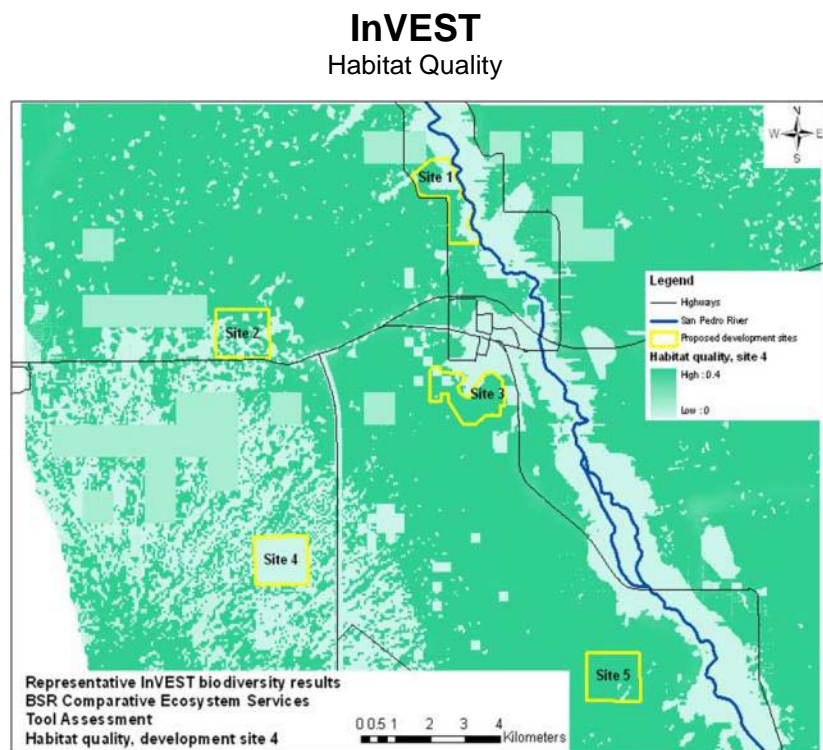 InVEST
Habitat Quality
N
W E
S
Site 1
Legend
Highways
San Pedro River
Proposed development sites
Habitat quality, site 4
High : 0.4
Low : 0
Site 2
Site 3
Site 4
Site 5
Representative InVEST biodiversity results
BSR Comparative Ecosystem Services
Tool Assessment
Habitat quality, development site 4
0 0.5 1 2 3 4
Kilometers